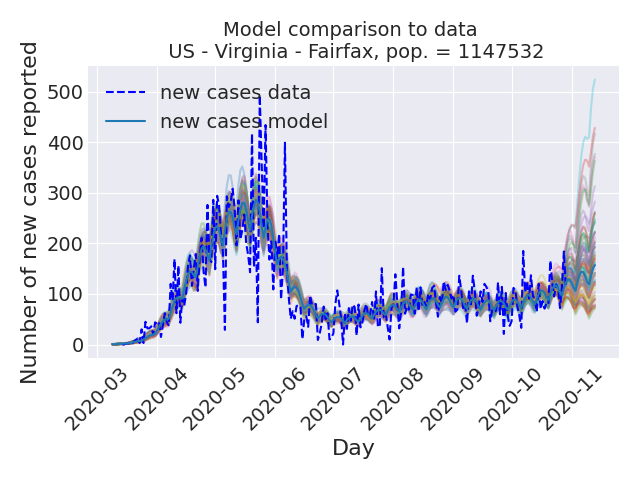 Model comparison to data
US - Virginia - Fairfax, pop. = 1147532
Number of new cases reported
500
400
300
200
100
0
new cases data
new cases model
2020-03
2020-04
2020-05
2020-06
2020-07
2020-08
2020-09
2020-10
2020-11
Day